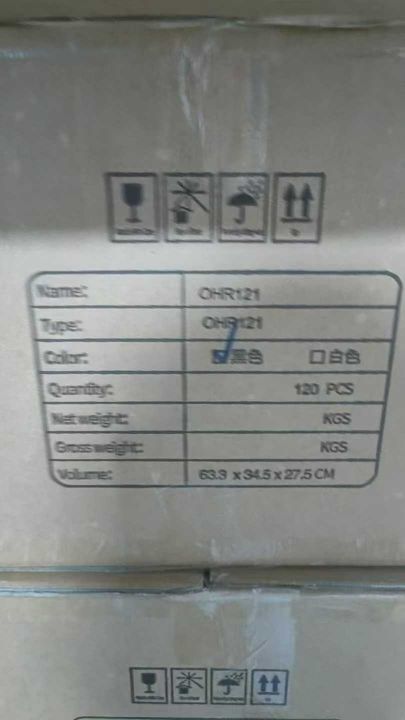 Name: OHR121
Type: OHR121
Color: 黑色 白色
Quantity: 120 PCS
Net weight: KGS
Gross weight: KGS
Volume: 63.3 x 34.5 x 27.5 CM